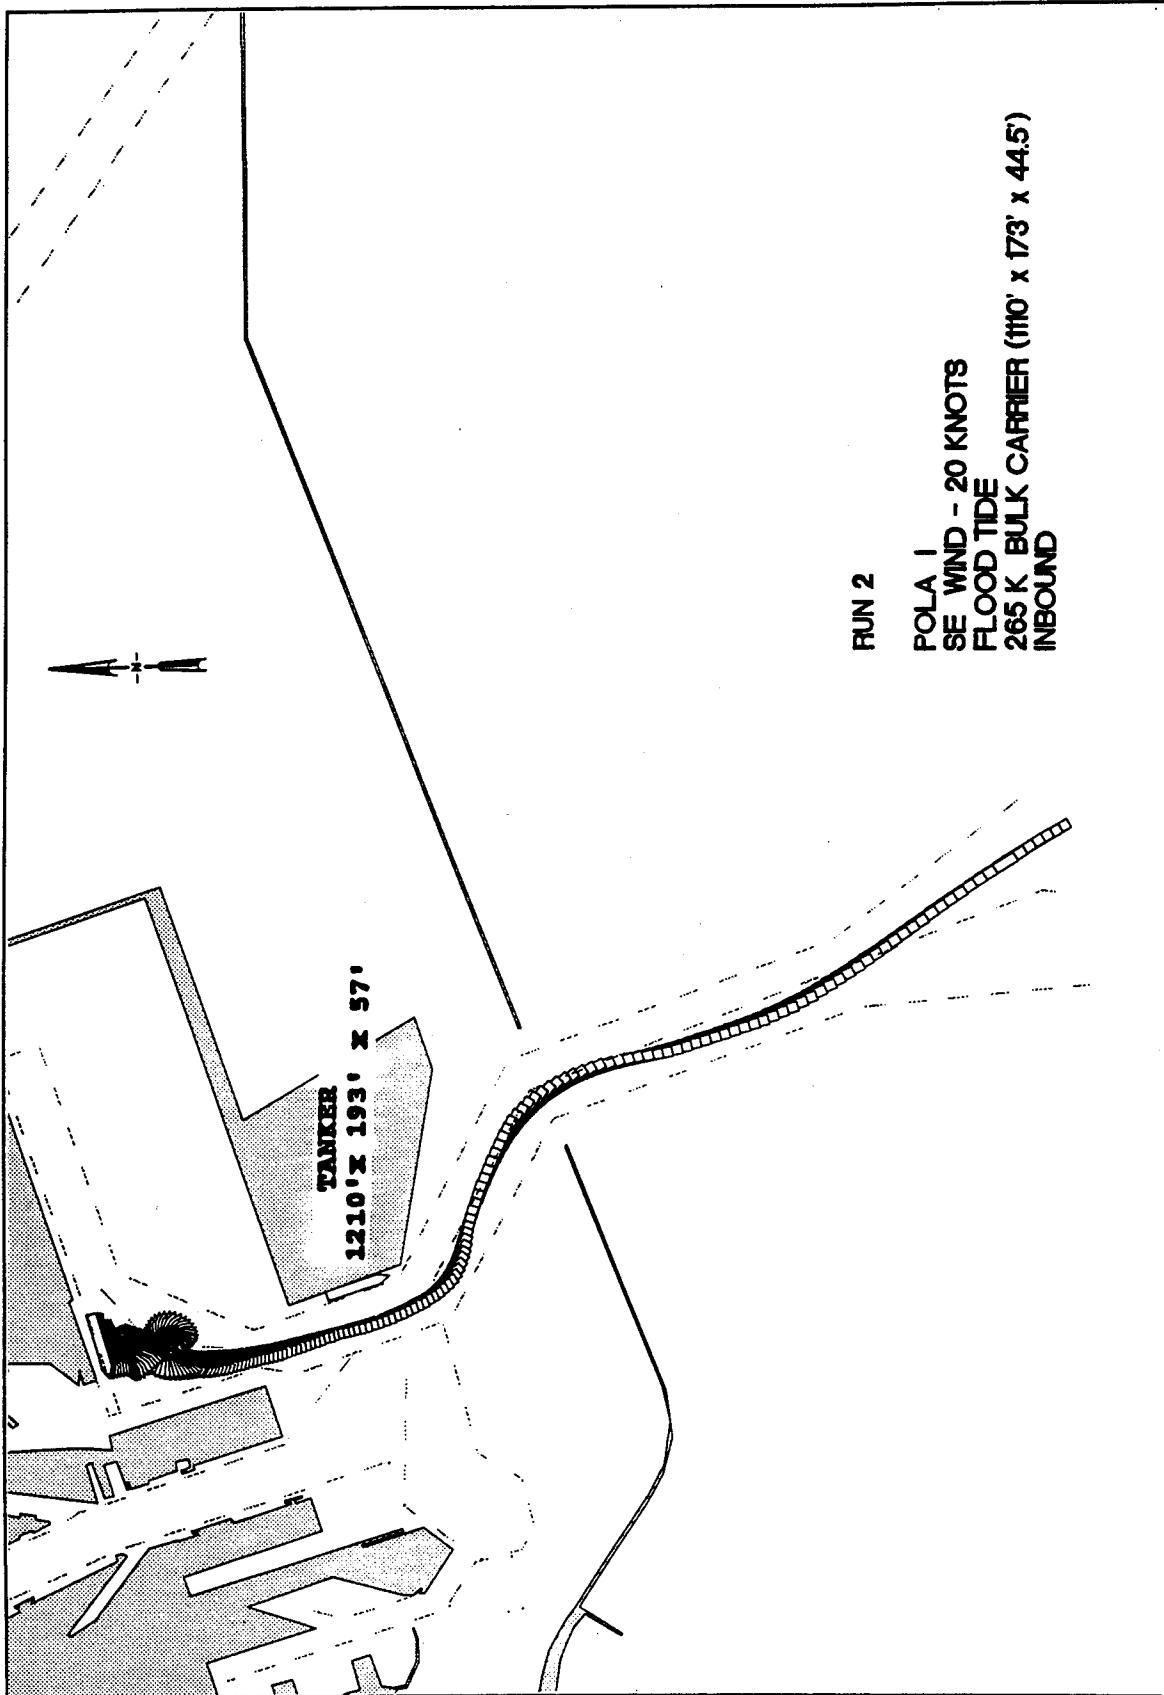 N
TANKER
1210' X 193' X 57'
RUN 2
POLA I
SE WIND - 20 KNOTS
FLOOD TIDE
265 K BULK CARRIER (1110' x 173' x 44.5')
INBOUND